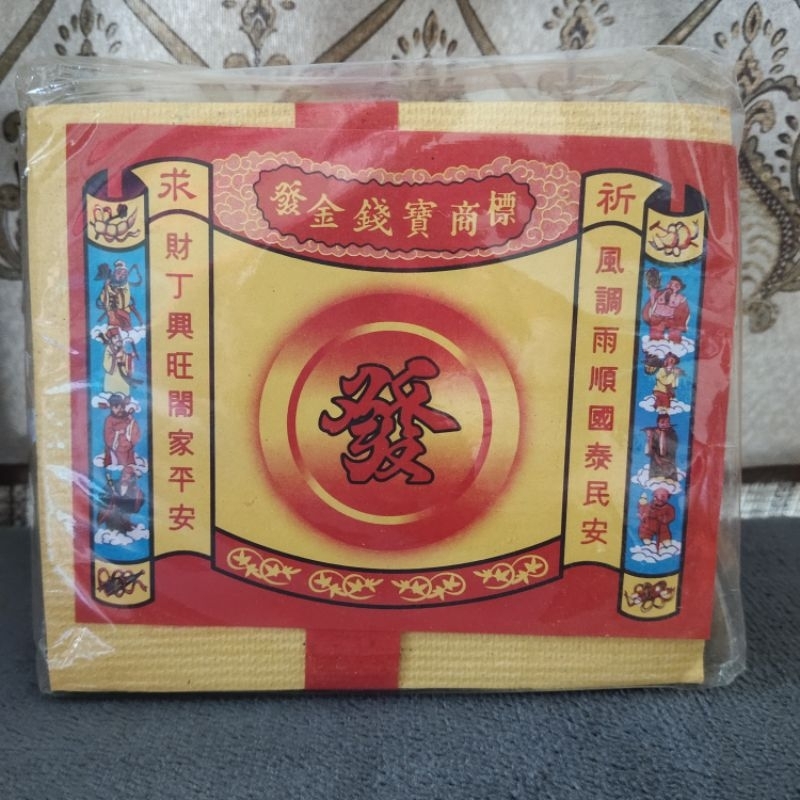 發金錢寶商標
祈
風調雨順國泰民安
求
財丁興旺闔家平安
發